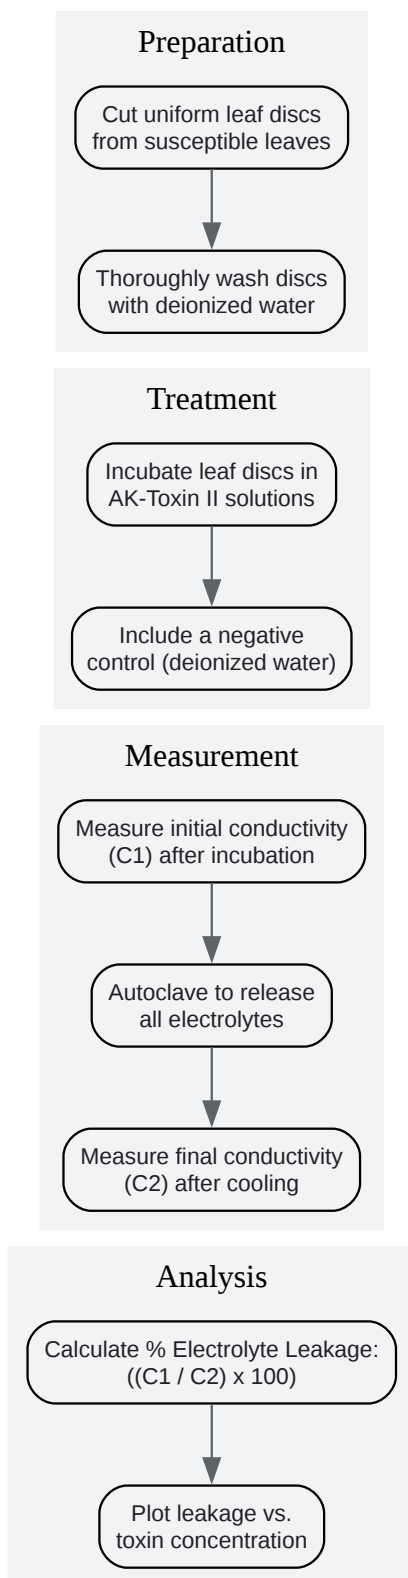 Preparation
Cut uniform leaf discs
from susceptible leaves
Thoroughly wash discs
with deionized water
Treatment
Incubate leaf discs in
AK-Toxin II solutions
Include a negative
control (deionized water)
Measurement
Measure initial conductivity
(C1) after incubation
Autoclave to release
all electrolytes
Measure final conductivity
(C2) after cooling
Analysis
Calculate % Electrolyte Leakage:
((C1 / C2) x 100)
Plot leakage vs.
toxin concentration